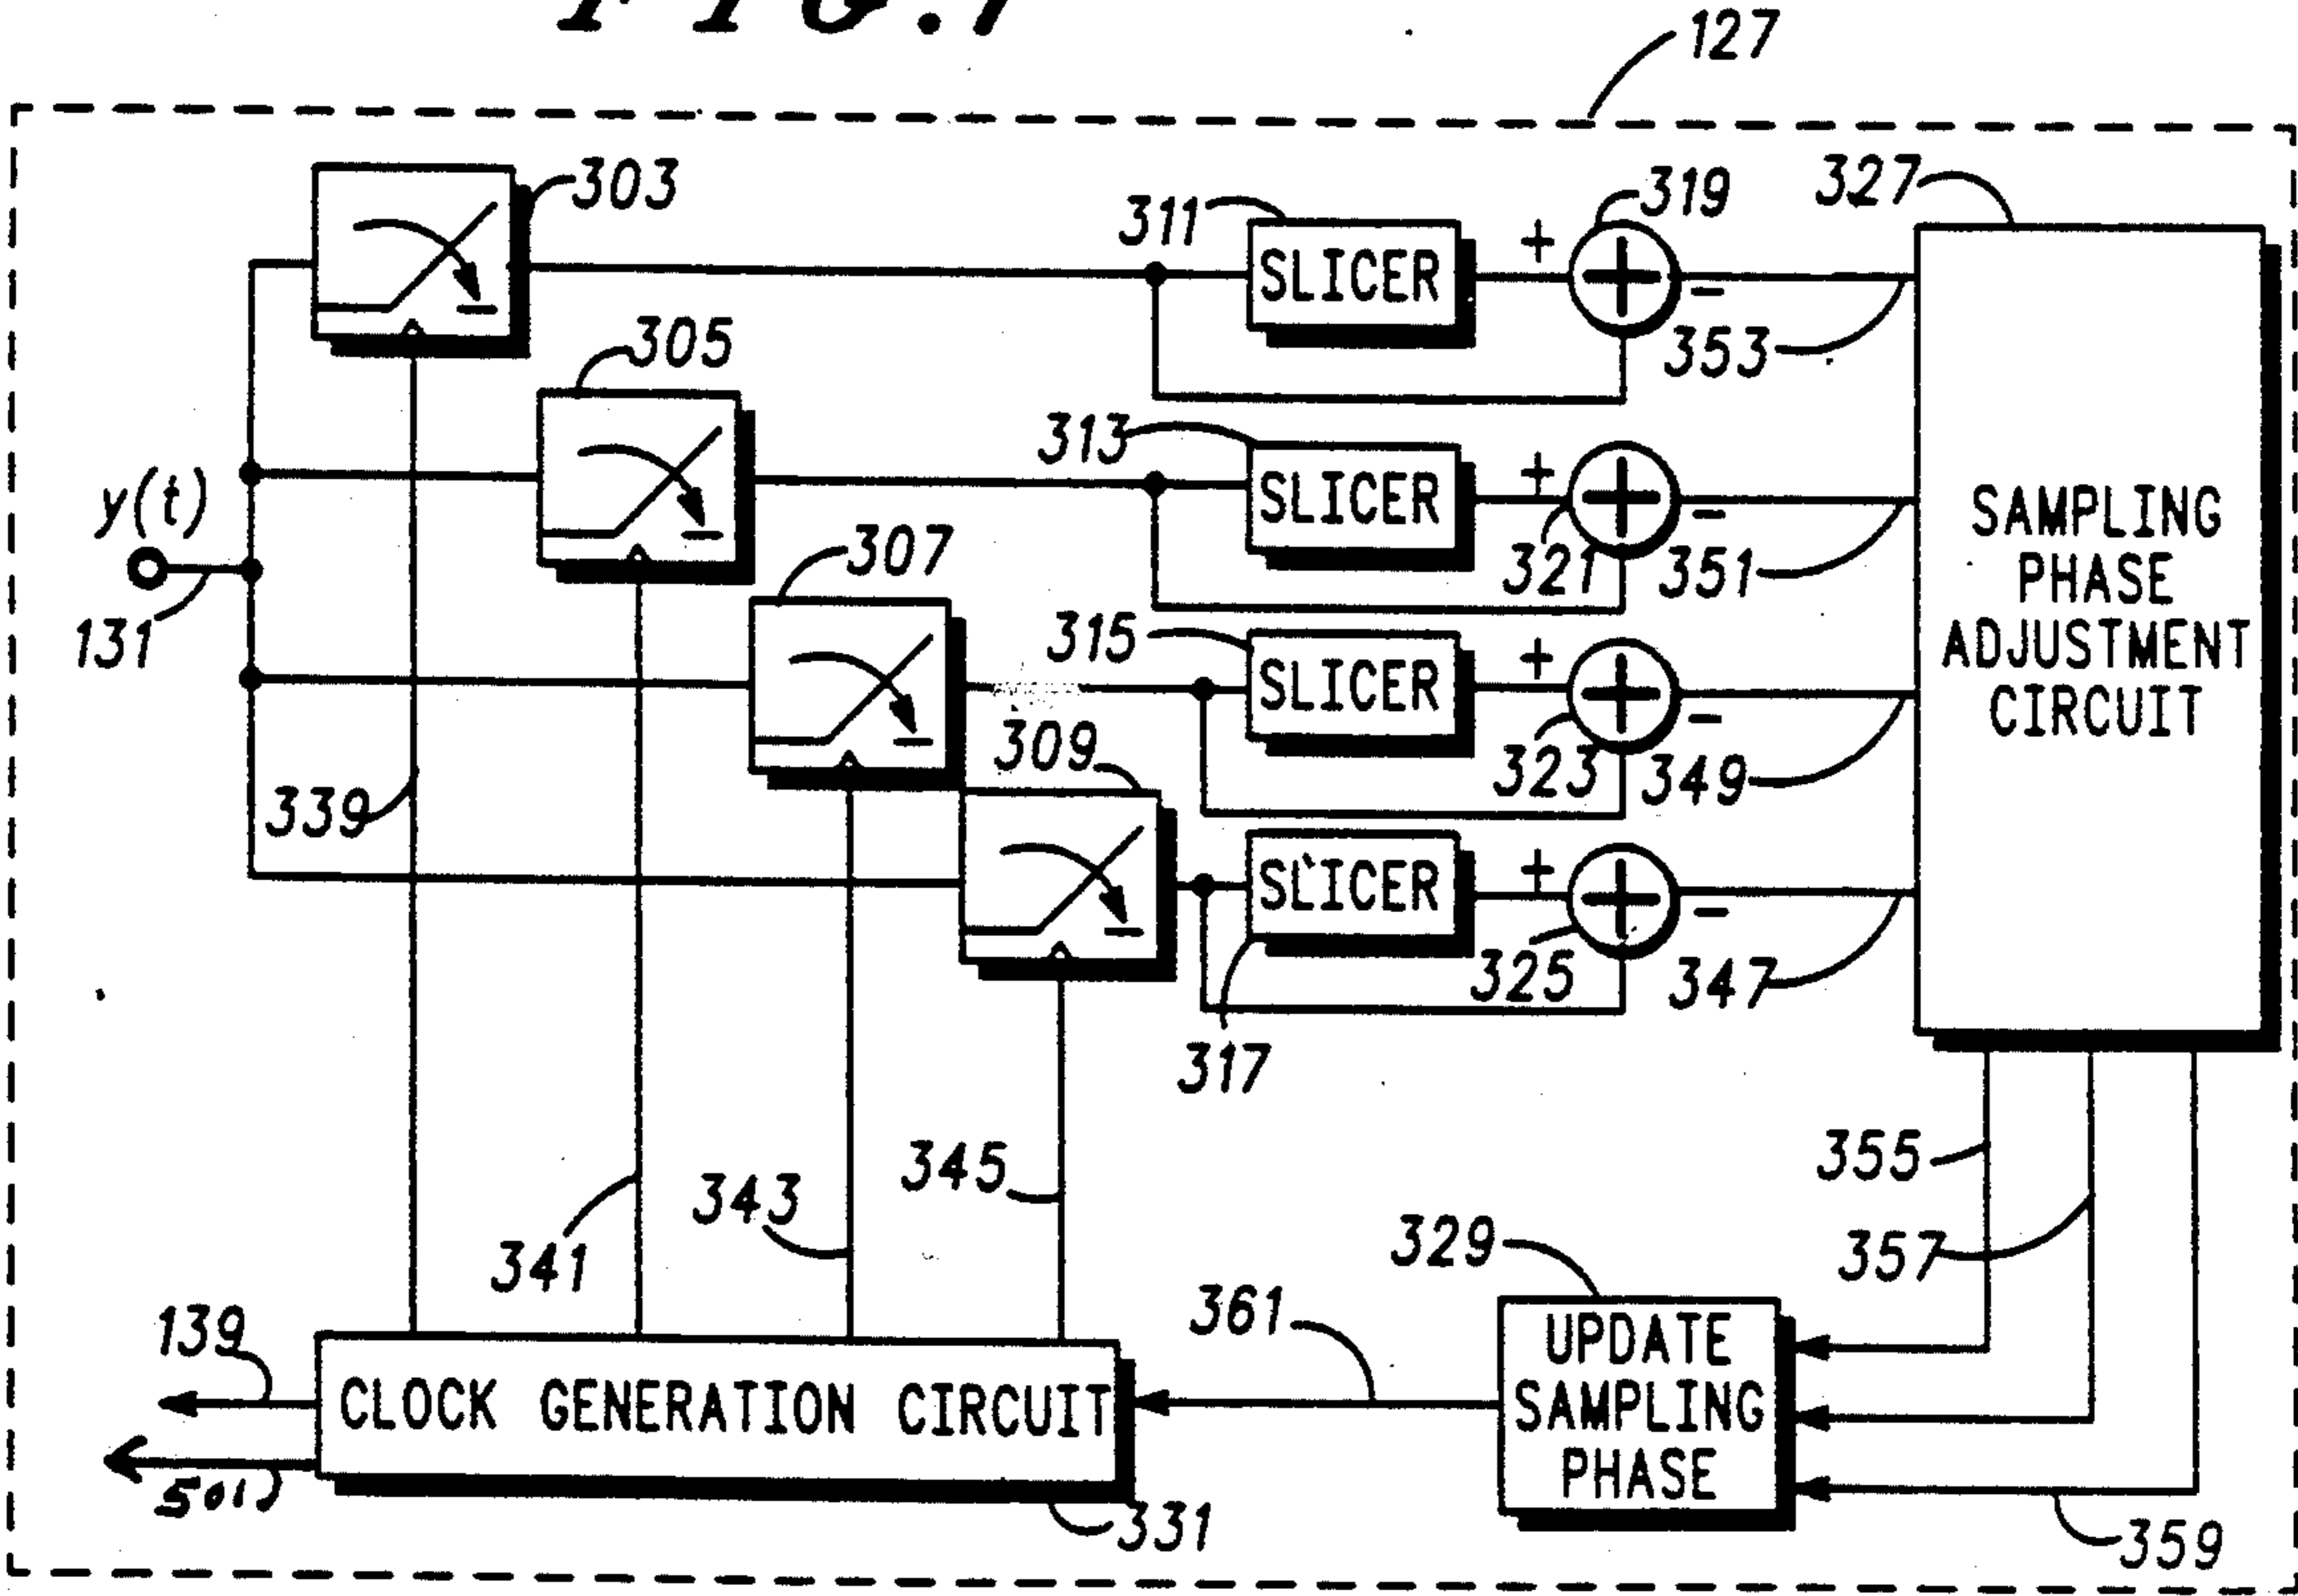 FIG.7
127
303
311
319
327
+
SLICER
-
353
305
313
+
SLICER
321
-
351
SAMPLING
PHASE
ADJUSTMENT
CIRCUIT
y(t)
131
307
315
+
SLICER
323
-
349
339
309
+
SLICER
325
-
347
317
355
345
343
341
357
329
361
139
UPDATE
SAMPLING
PHASE
CLOCK GENERATION CIRCUIT
501
331
359